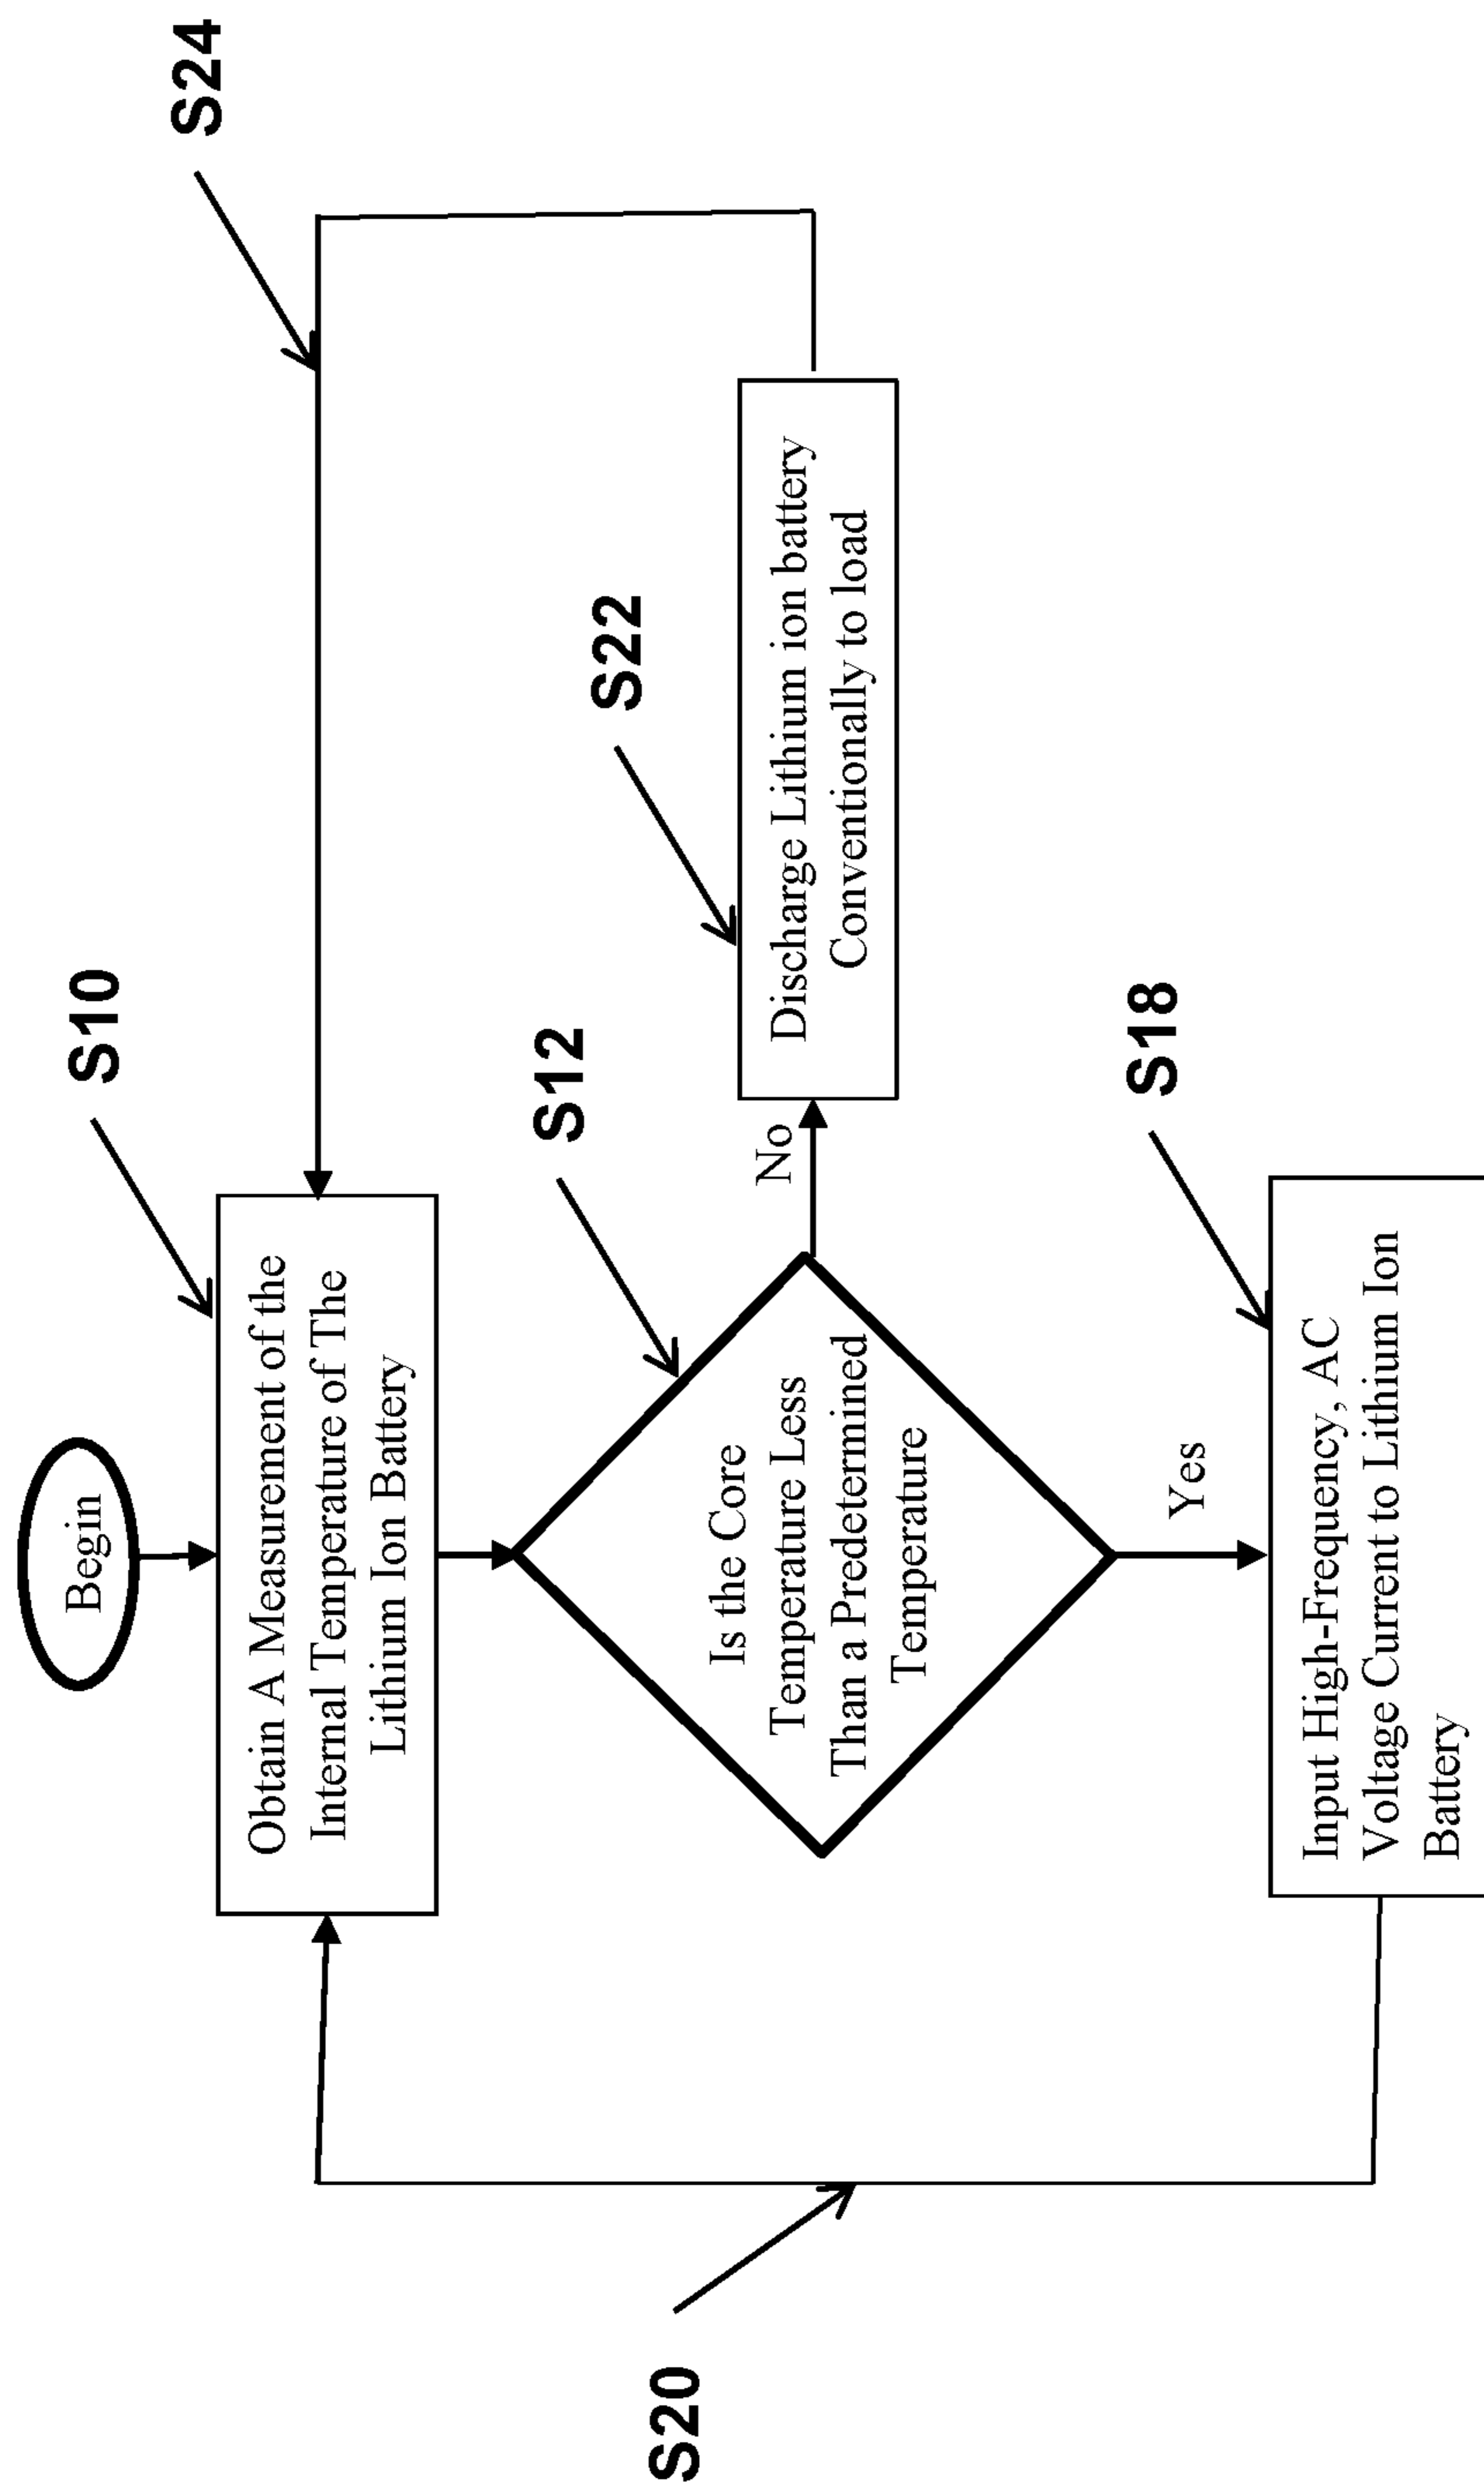 Begin
S10
Obtain A Measurement of the
Internal Temperature of The
Lithium Ion Battery
S24
S12
Is the Core
Temperature Less
Than a Predetermined
Temperature
No
S22
Discharge Lithium ion battery
Conventionally to load
Yes
S18
Input High-Frequency, AC
Voltage Current to Lithium Ion
Battery
S20